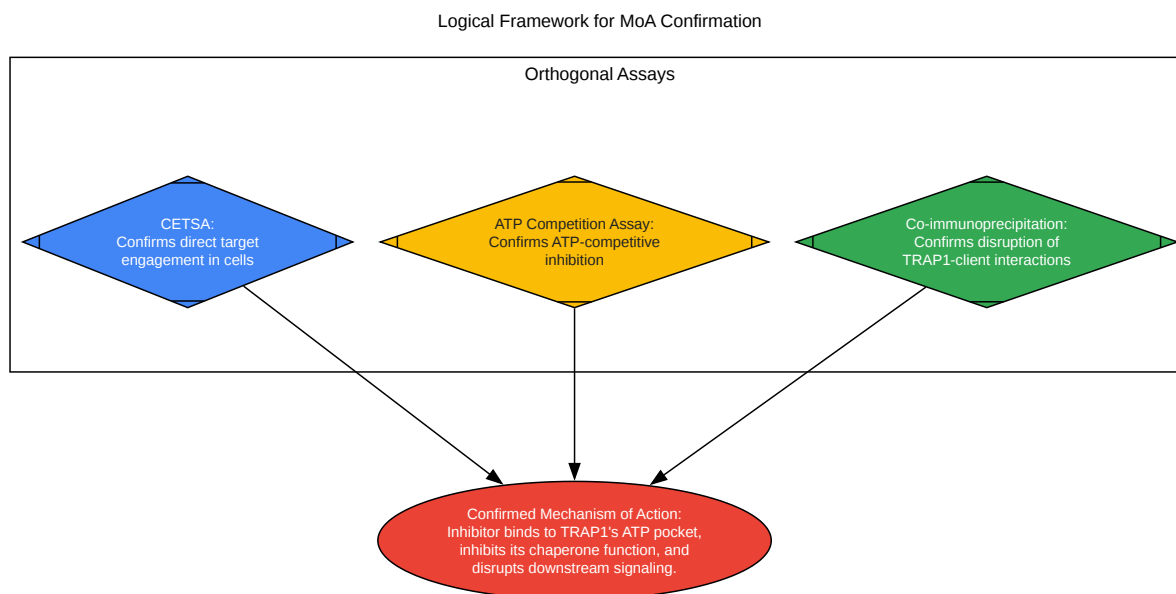 Logical Framework for MoA Confirmation
Orthogonal Assays
CETSA:
Confirms direct target
engagement in cells
ATP Competition Assay:
Confirms ATP-competitive
inhibition
Co-immunoprecipitation:
Confirms disruption of
TRAP1-client interactions
Confirmed Mechanism of Action:
Inhibitor binds to TRAP1's ATP pocket,
inhibits its chaperone function, and
disrupts downstream signaling.